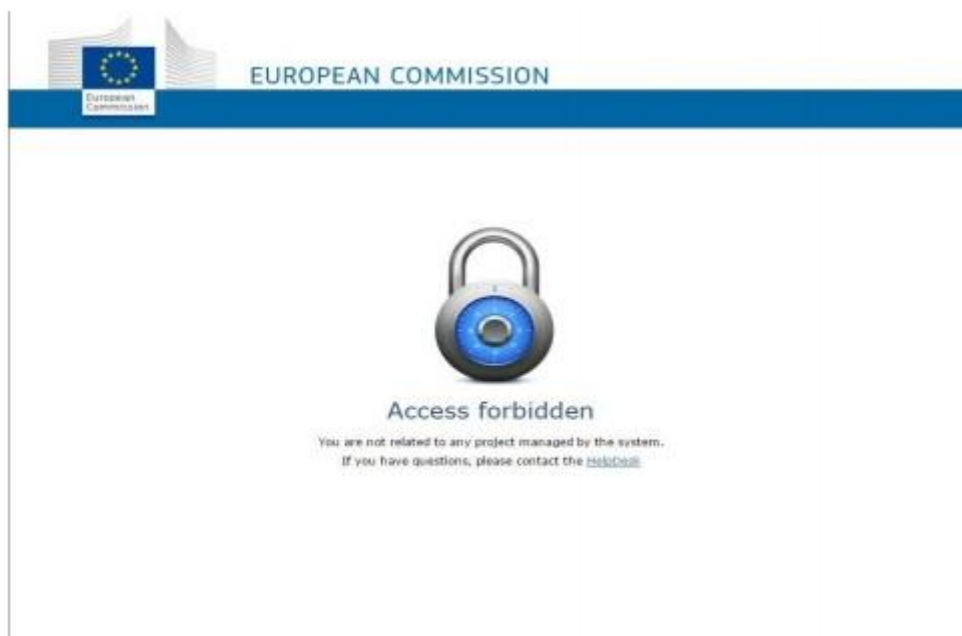 EUROPEAN COMMISSION
European
Commission
Access forbidden
You are not related to any project managed by the system.
If you have questions, please contact the HelpDesk